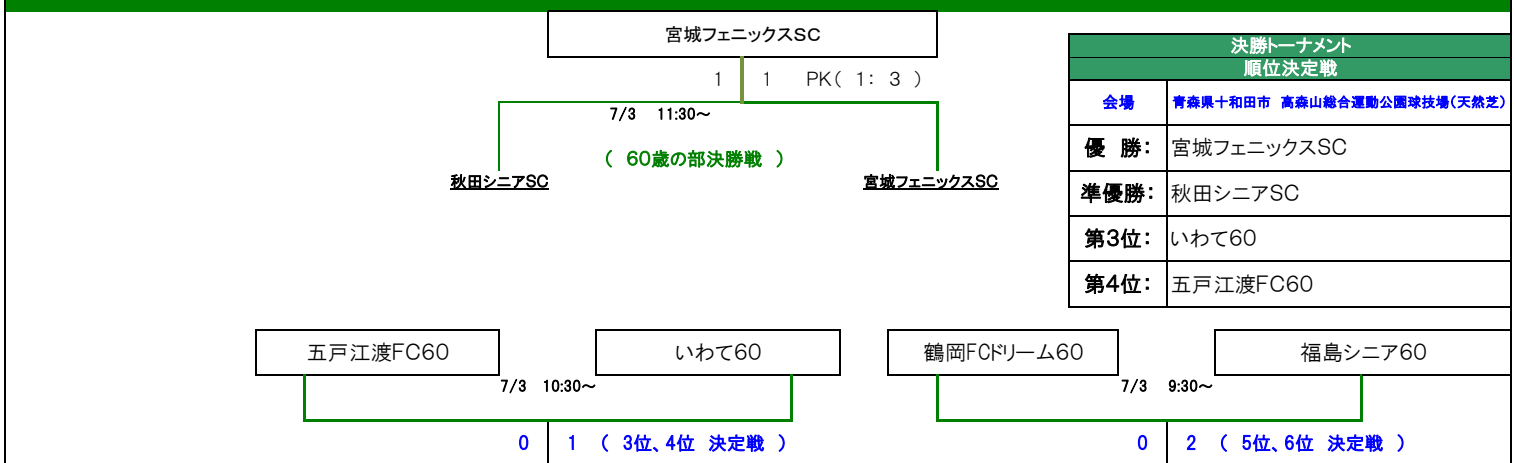 宮城フェニックスSC
1 1 PK( 1: 3 )
7/3 11:30～
( 60歳の部決勝戦 )
秋田シニアSC 宮城フェニックスSC
決勝トーナメント
順位決定戦
会場 青森県十和田市 高森山総合運動公園球技場(天然芝)
優 勝: 宮城フェニックスSC
準優勝: 秋田シニアSC
第3位: いわて60
第4位: 五戸江渡FC60
五戸江渡FC60 いわて60 鶴岡FCドリーム60 福島シニア60
7/3 10:30～ 7/3 9:30～
0 1 ( 3位、4位 決定戦 ) 0 2 ( 5位、6位 決定戦 )